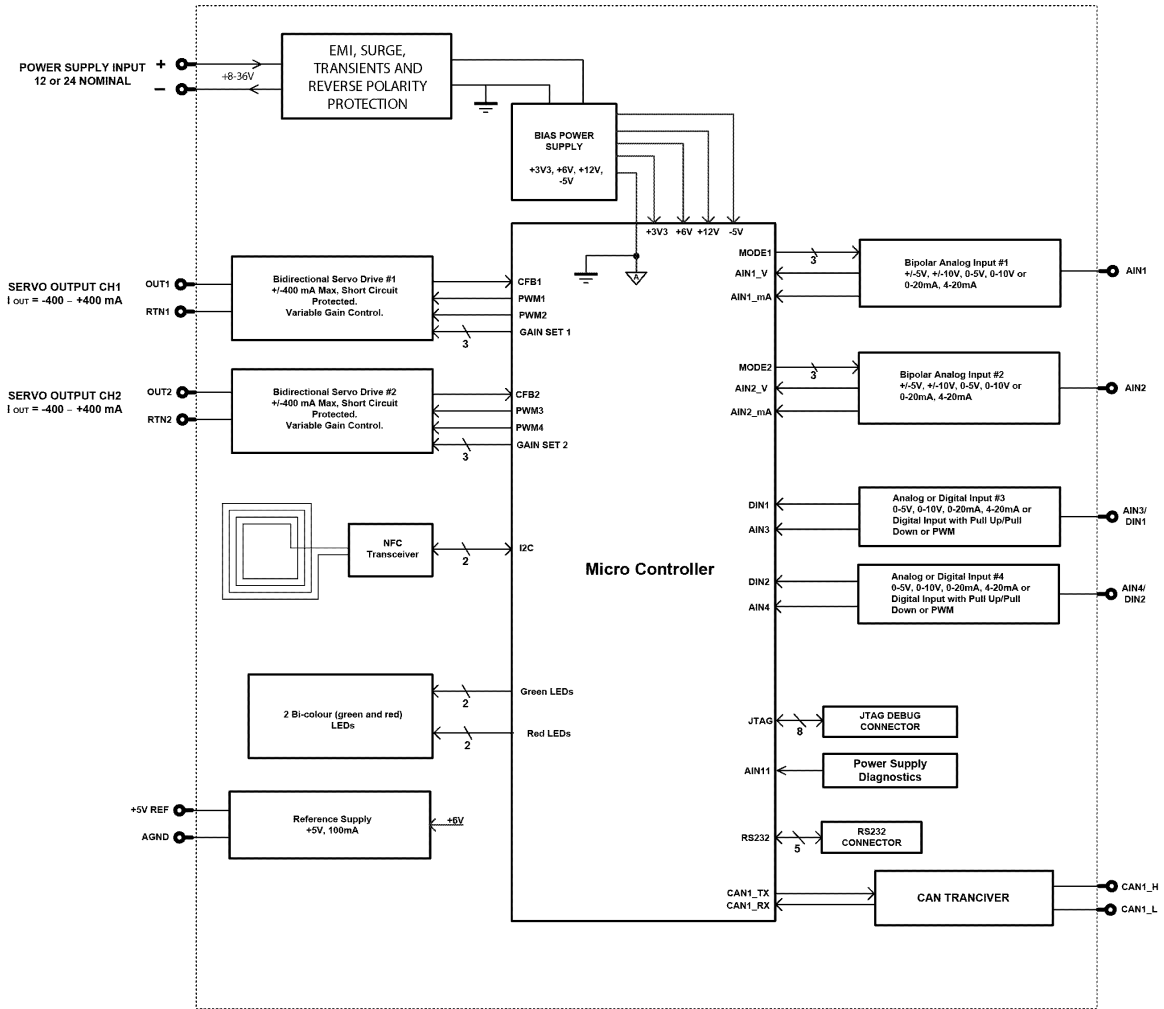 POWER SUPPLY INPUT
12 or 24 NOMINAL
+
−
+8-36V
EMI, SURGE,
TRANSIENTS AND
REVERSE POLARITY
PROTECTION
BIAS POWER
SUPPLY
+3V3, +6V, +12V,
-5V
+3V3
+6V
+12V
-5V
A
SERVO OUTPUT CH1
I OUT = -400 – +400 mA
OUT1
RTN1
Bidirectional Servo Drive #1
+/-400 mA Max, Short Circuit
Protected.
Variable Gain Control.
CFB1
PWM1
PWM2
GAIN SET 1
3
SERVO OUTPUT CH2
I OUT = -400 – +400 mA
OUT2
RTN2
Bidirectional Servo Drive #2
+/-400 mA Max, Short Circuit
Protected.
Variable Gain Control.
CFB2
PWM3
PWM4
GAIN SET 2
3
NFC
Transceiver
2
I2C
Micro Controller
2 Bi-colour (green and red)
LEDs
2
Green LEDs
2
Red LEDs
+5V REF
AGND
Reference Supply
+5V, 100mA
+6V
MODE1
3
AIN1_V
AIN1_mA
Bipolar Analog Input #1
+/-5V, +/-10V, 0-5V, 0-10V or
0-20mA, 4-20mA
AIN1
MODE2
3
AIN2_V
AIN2_mA
Bipolar Analog Input #2
+/-5V, +/-10V, 0-5V, 0-10V or
0-20mA, 4-20mA
AIN2
DIN1
AIN3
Analog or Digital Input #3
0-5V, 0-10V, 0-20mA, 4-20mA or
Digital Input with Pull Up/Pull
Down or PWM
AIN3/
DIN1
DIN2
AIN4
Analog or Digital Input #4
0-5V, 0-10V, 0-20mA, 4-20mA or
Digital Input with Pull Up/Pull
Down or PWM
AIN4/
DIN2
JTAG
8
JTAG DEBUG
CONNECTOR
AIN11
Power Supply
Diagnostics
RS232
5
RS232
CONNECTOR
CAN1_TX
CAN1_RX
CAN TRANCIVER
CAN1_H
CAN1_L